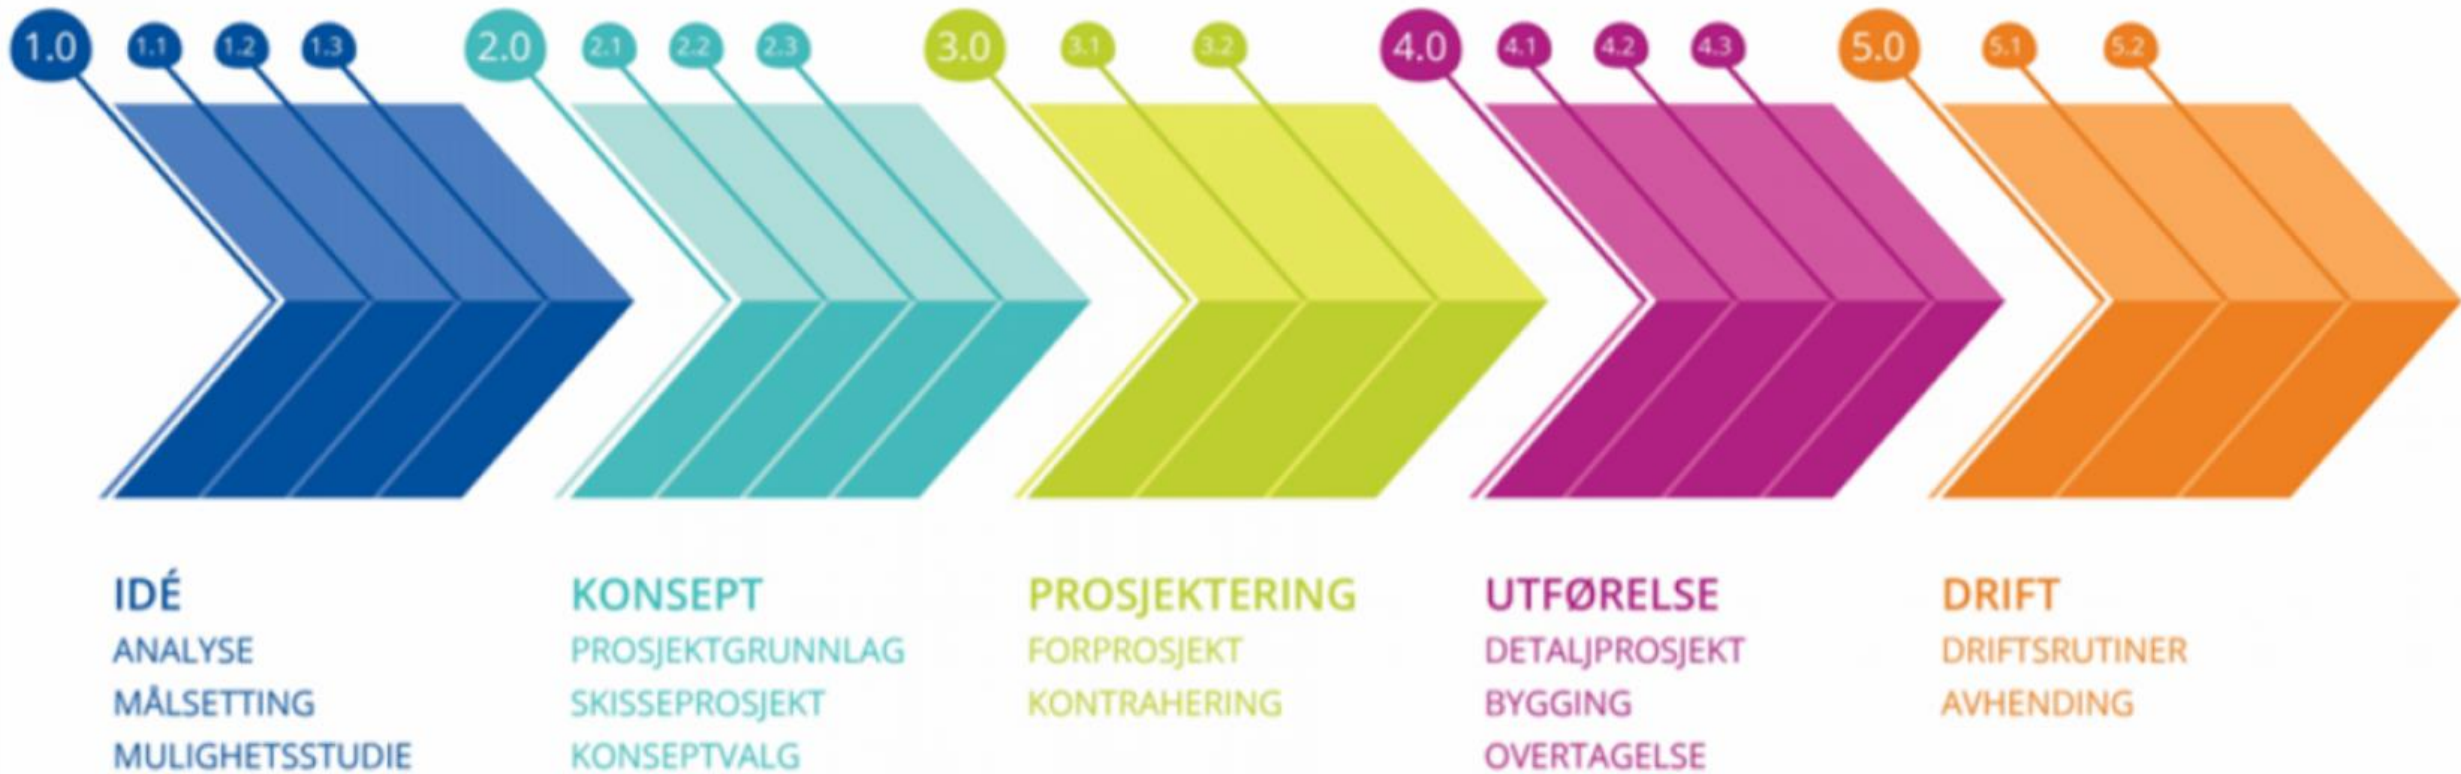 1.0 1.1 1.2 1.3 2.0 2.1 2.2 2.3 3.0 3.1 3.2 4.0 4.1 4.2 4.3 5.0 5.1 5.2
IDÉ
ANALYSE
MÅLSETTING
MULIGHETSSTUDIE
KONSEPT
PROSJEKTGRUNNLAG
SKISSEPROSJEKT
KONSEPTVALG
PROSJEKTERING
FORPROSJEKT
KONTRAHERING
UTFØRELSE
DETALJPROSJEKT
BYGGING
OVERTAGELSE
DRIFT
DRIFTSRUTINER
AVHENDING